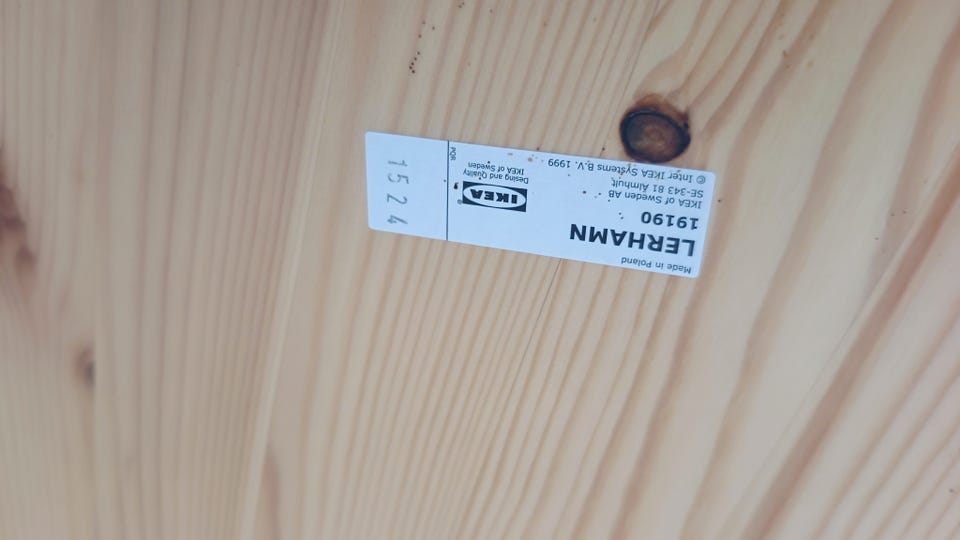 Made in Poland
LERHAMN
19190
IKEA of Sweden AB
SE-343 81 Älmhult,
© Inter IKEA Systems B.V. 1999
IKEA
Desing and Quality
IKEA of Sweden
PQR
1524